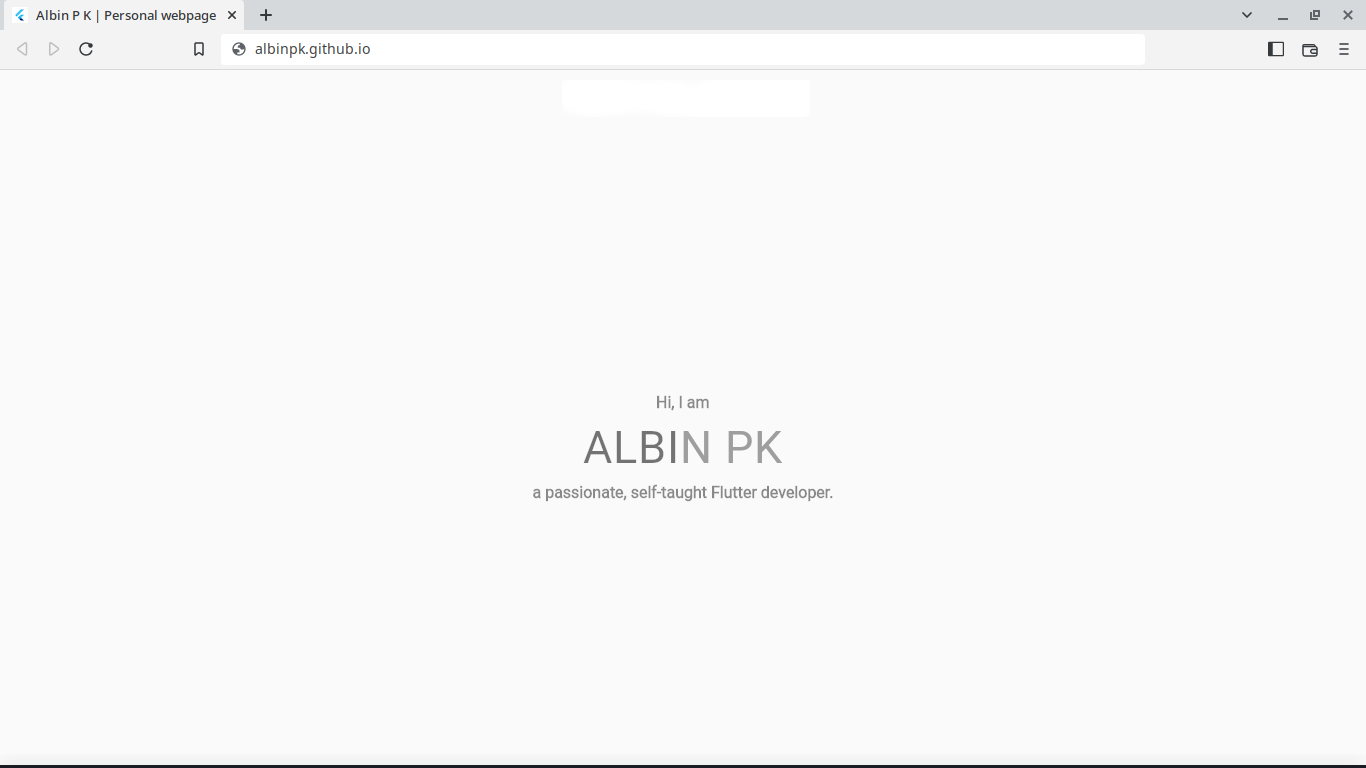 Albin P K | Personal webpage
albinpk.github.io
Hi, I am
ALBIN PK
a passionate, self-taught Flutter developer.